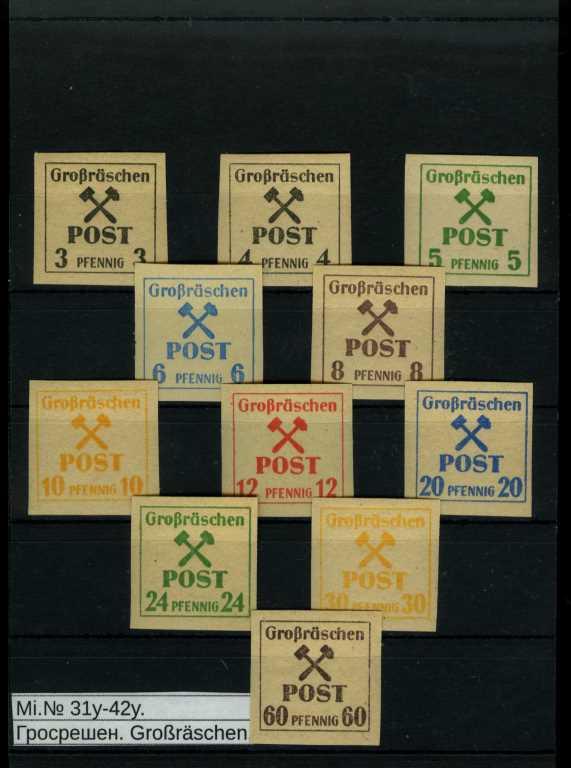 Großräschen
POST
3 PFENNIG 3
Großräschen
POST
4 PFENNIG 4
Großräschen
POST
5 PFENNIG 5
Großräschen
POST
6 PFENNIG 6
Großräschen
POST
8 PFENNIG 8
Großräschen
POST
10 PFENNIG 10
Großräschen
POST
12 PFENNIG 12
Großräschen
POST
20 PFENNIG 20
Großräschen
POST
24 PFENNIG 24
Großräschen
POST
30 PFENNIG 30
Großräschen
POST
60 PFENNIG 60
Mi.№ 31y-42y.
Гросрешен. Großräschen